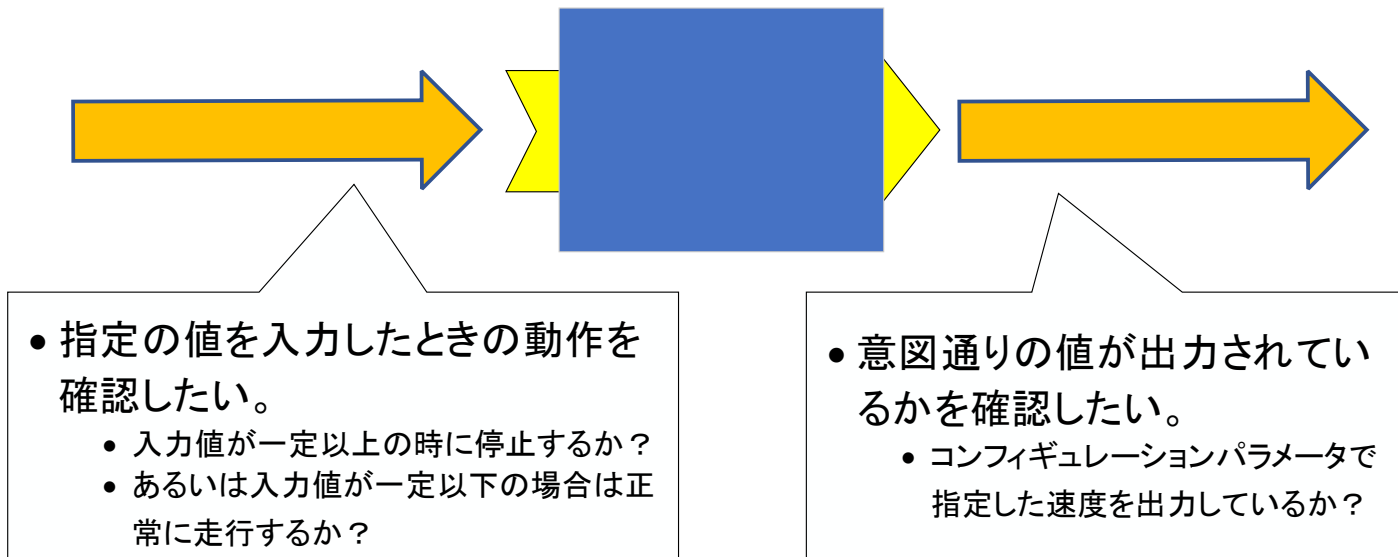 • 指定の値を入力したときの動作を
確認したい。
• 入力値が一定以上の時に停止するか？
• あるいは入力値が一定以下の場合は正
常に走行するか？
• 意図通りの値が出力されてい
るかを確認したい。
• コンフィギュレーションパラメータで
指定した速度を出力しているか？